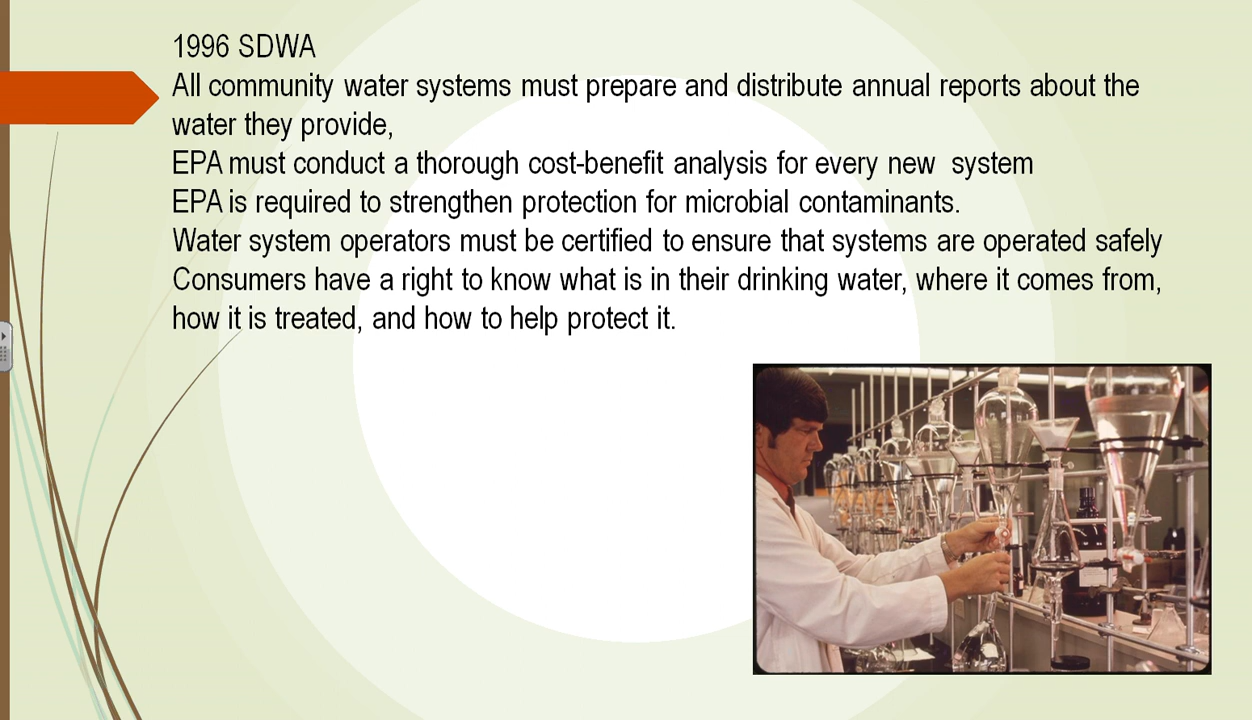 1996 SDWA
All community water systems must prepare and distribute annual reports about the
water they provide,
EPA must conduct a thorough cost-benefit analysis for every new  system
EPA is required to strengthen protection for microbial contaminants.
Water system operators must be certified to ensure that systems are operated safely
Consumers have a right to know what is in their drinking water, where it comes from,
how it is treated, and how to help protect it.